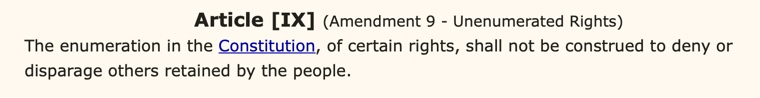 Article [IX] (Amendment 9 - Unenumerated Rights)
The enumeration in the Constitution, of certain rights, shall not be construed to deny or
disparage others retained by the people.